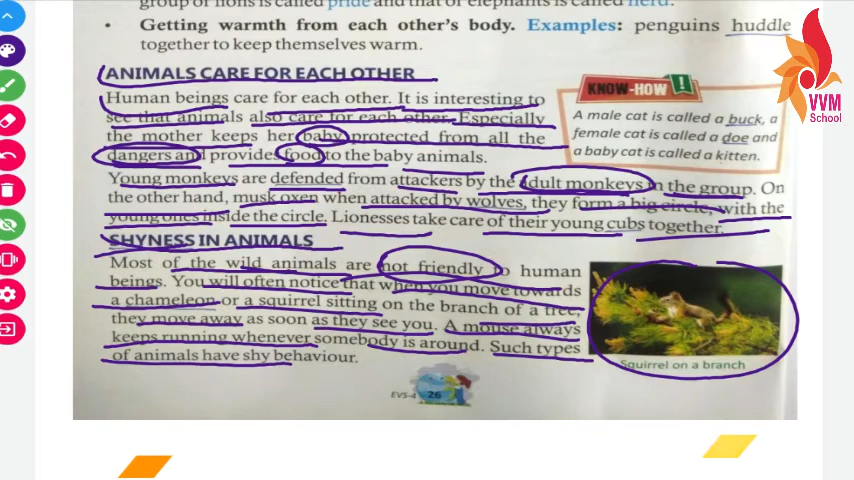 group of lions is called pride and that of elephants is called herd.
• Getting warmth from each other's body. Examples: penguins huddle
together to keep themselves warm.
ANIMALS CARE FOR EACH OTHER
Human beings care for each other. It is interesting to
see that animals also care for each other. Especially
the mother keeps her baby protected from all the
dangers and provides food to the baby animals.
KNOW-HOW !
A male cat is called a buck, a
female cat is called a doe and
a baby cat is called a kitten.
Young monkeys are defended from attackers by the adult monkeys in the group. On
the other hand, musk oxen when attacked by wolves, they form a big circle, with the
young ones inside the circle. Lionesses take care of their young cubs together.
SHYNESS IN ANIMALS
Most of the wild animals are not friendly to human
beings. You will often notice that when you move towards
a chameleon or a squirrel sitting on the branch of a tree,
they move away as soon as they see you. A mouse always
keeps running whenever somebody is around. Such types
of animals have shy behaviour.
Squirrel on a branch
EVS-4 26
VVM
School